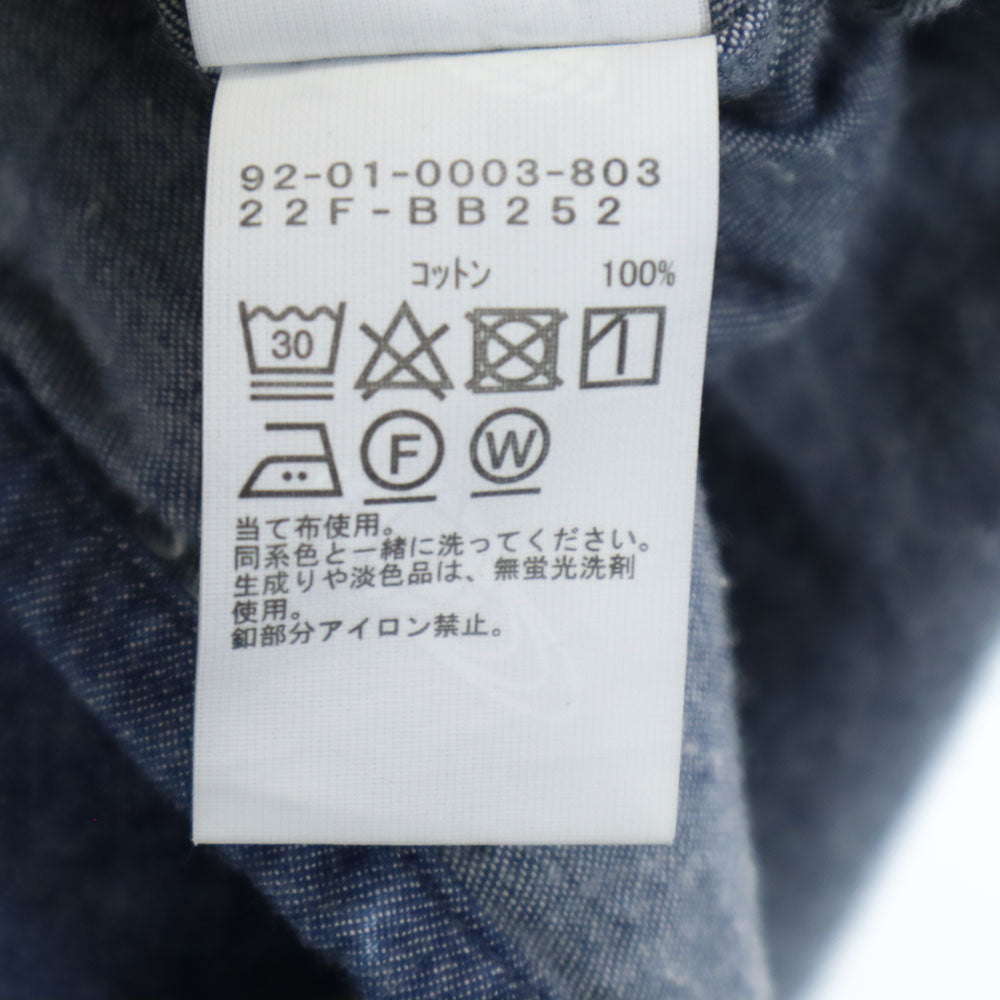 92-01-0003-803
22F-BB252
コットン 100%
30
F W
当て布使用。
同系色と一緒に洗ってください。
生成りや淡色品は、無蛍光洗剤
使用。
釦部分アイロン禁止。